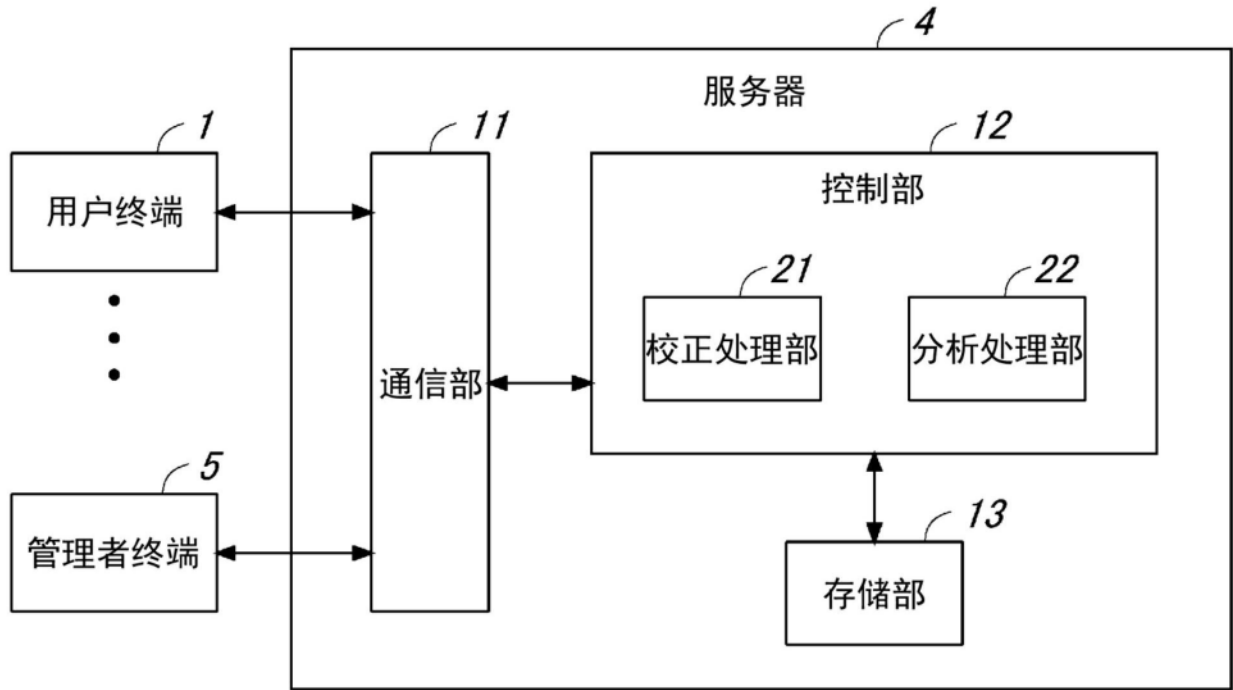 4
服务器
1
11
12
用户终端
控制部
21
22
校正处理部
分析处理部
通信部
5
管理者终端
13
存储部